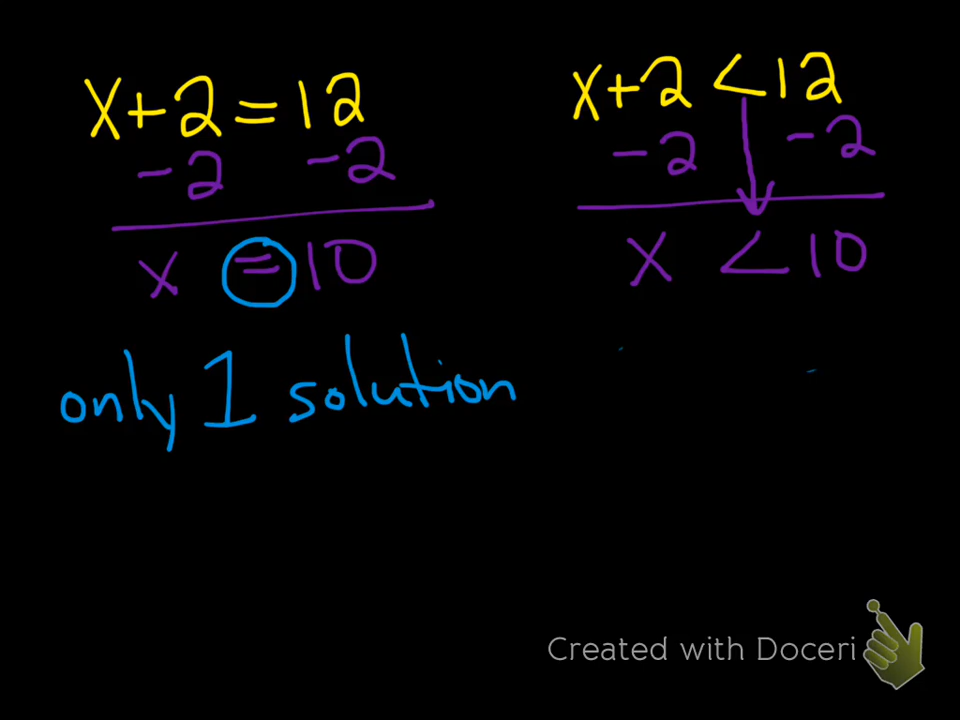 x+2=12
-2 -2
x = 10
only 1 solution
x+2<12
-2 -2
x < 10
Created with Doceri